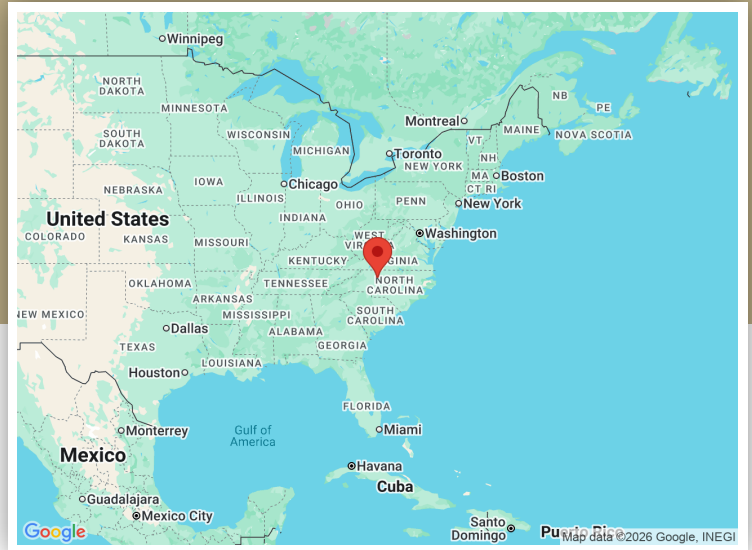 Winnipeg
NORTH
DAKOTA
MINNESOTA
NB
PE
Montreal
SOUTH
DAKOTA
WISCONSIN
MAINE
NOVA SCOTIA
VT
MICHIGAN
Toronto
NH
NEW YORK
MA
Boston
NEBRASKA
IOWA
Chicago
CT RI
ILLINOIS
OHIO
PENN
New York
United States
INDIANA
COLORADO
KANSAS
MISSOURI
WEST
Washington
KENTUCKY
OKLAHOMA
TENNESSEE
NORTH
CAROLINA
ARKANSAS
NEW MEXICO
MISSISSIPPI
SOUTH
CAROLINA
Dallas
ALABAMA
TEXAS
GEORGIA
LOUISIANA
Houston
FLORIDA
Monterrey
Gulf of
America
Miami
Mexico
Havana
Cuba
Guadalajara
Mexico City
Santo
Domingo
Puerto Rico
Google
Map data ©2026 Google, INEGI